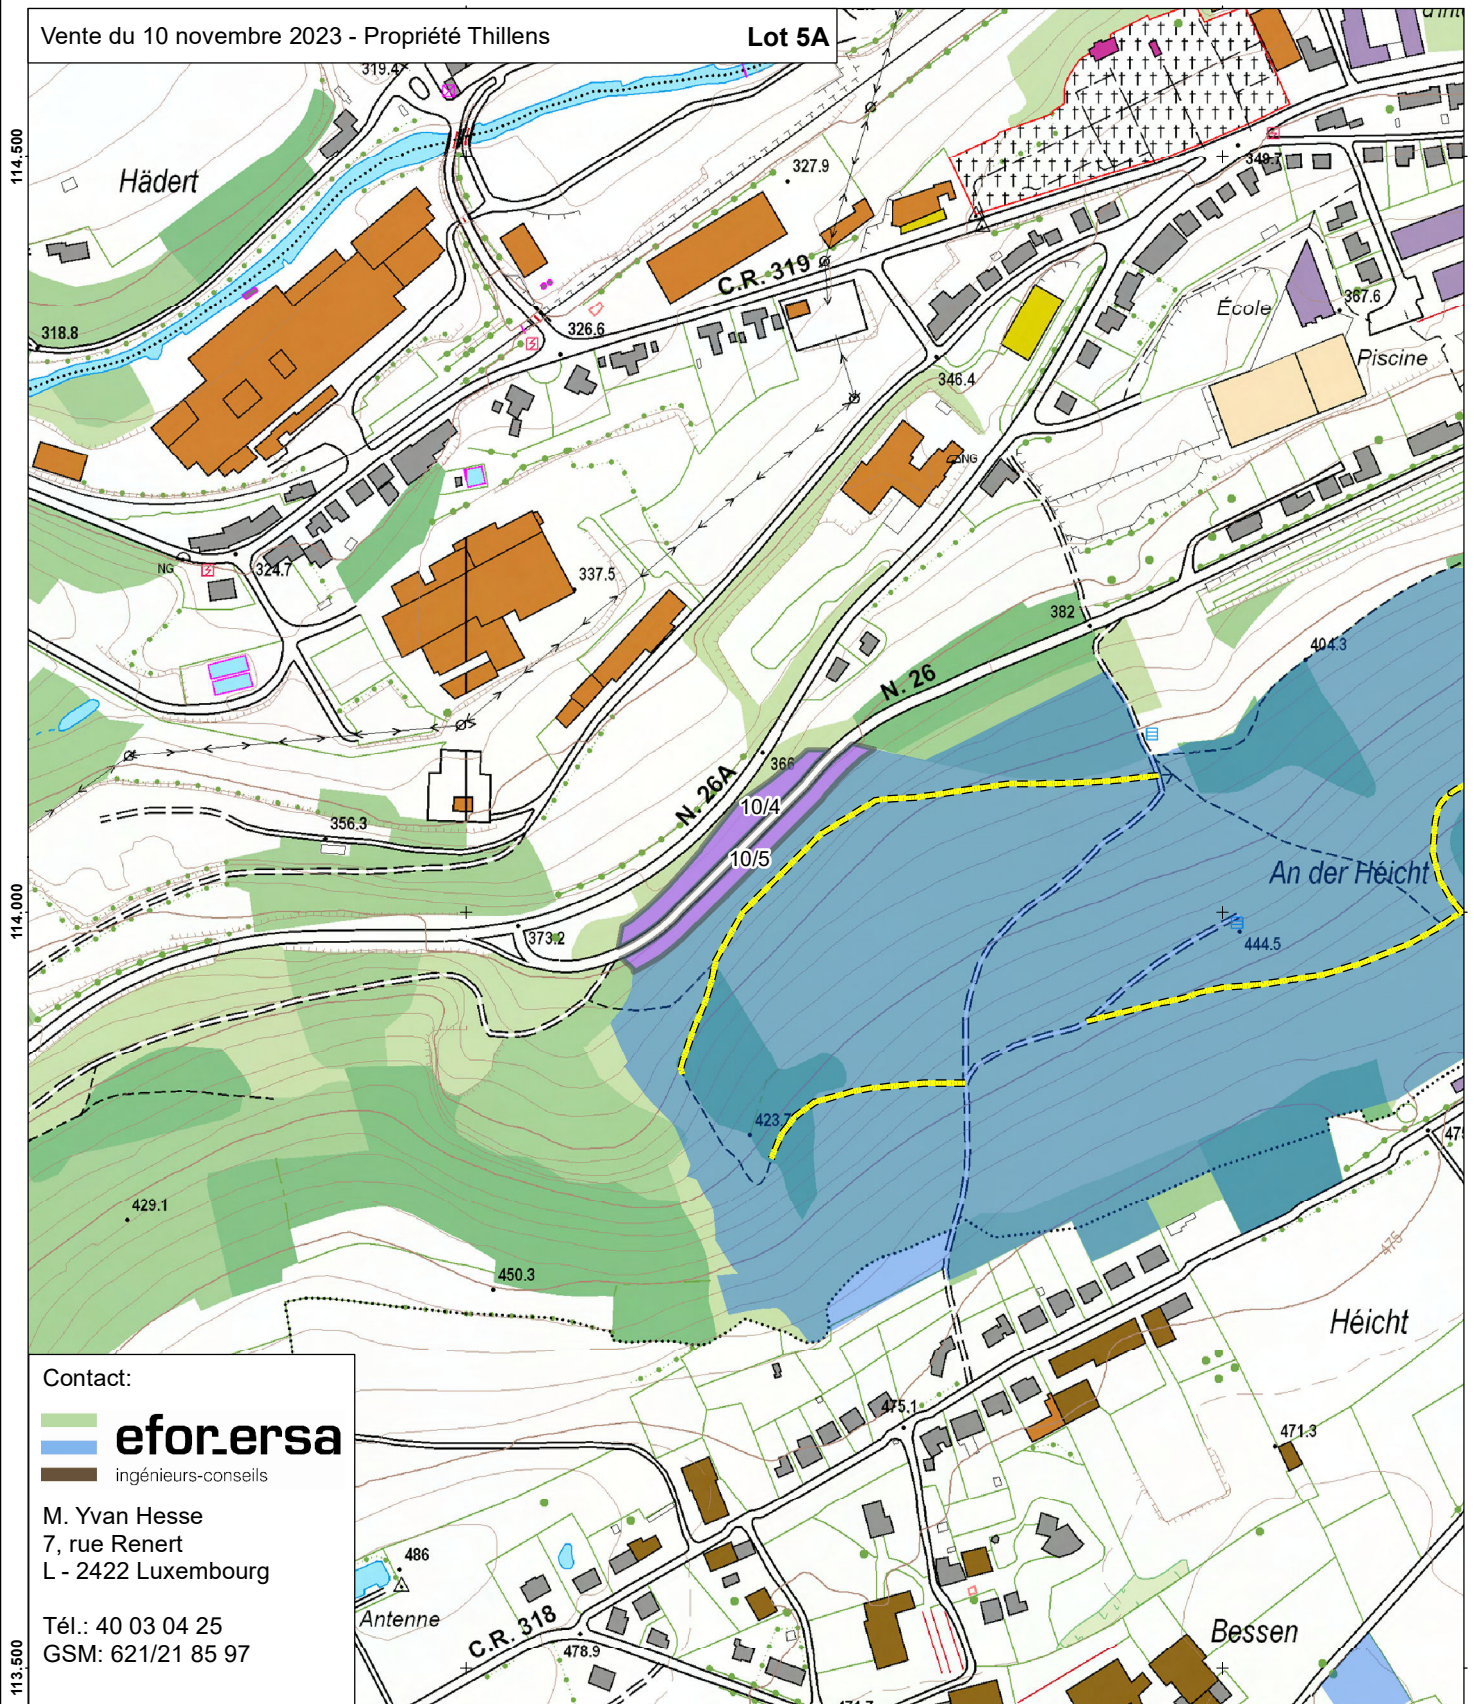 Vente du 10 novembre 2023 - Propriété Thillens
Lot 5A
319.4
114.500
Hädert
327.9
349.7
C.R. 319
École
367.6
318.8
326.6
Piscine
346.4
NG
NG
324.7
337.5
382
404.3
N. 26
366
N. 26A
10/4
356.3
10/5
An der Héicht
114.000
373.2
444.5
423.7
429.1
475
450.3
Héicht
Contact:
efor.ersa
ingénieurs-conseils
475.1
471.3
M. Yvan Hesse
7, rue Renert
L - 2422 Luxembourg
486
Antenne
Tél.: 40 03 04 25
GSM: 621/21 85 97
C.R. 318
478.9
Bessen
113.500